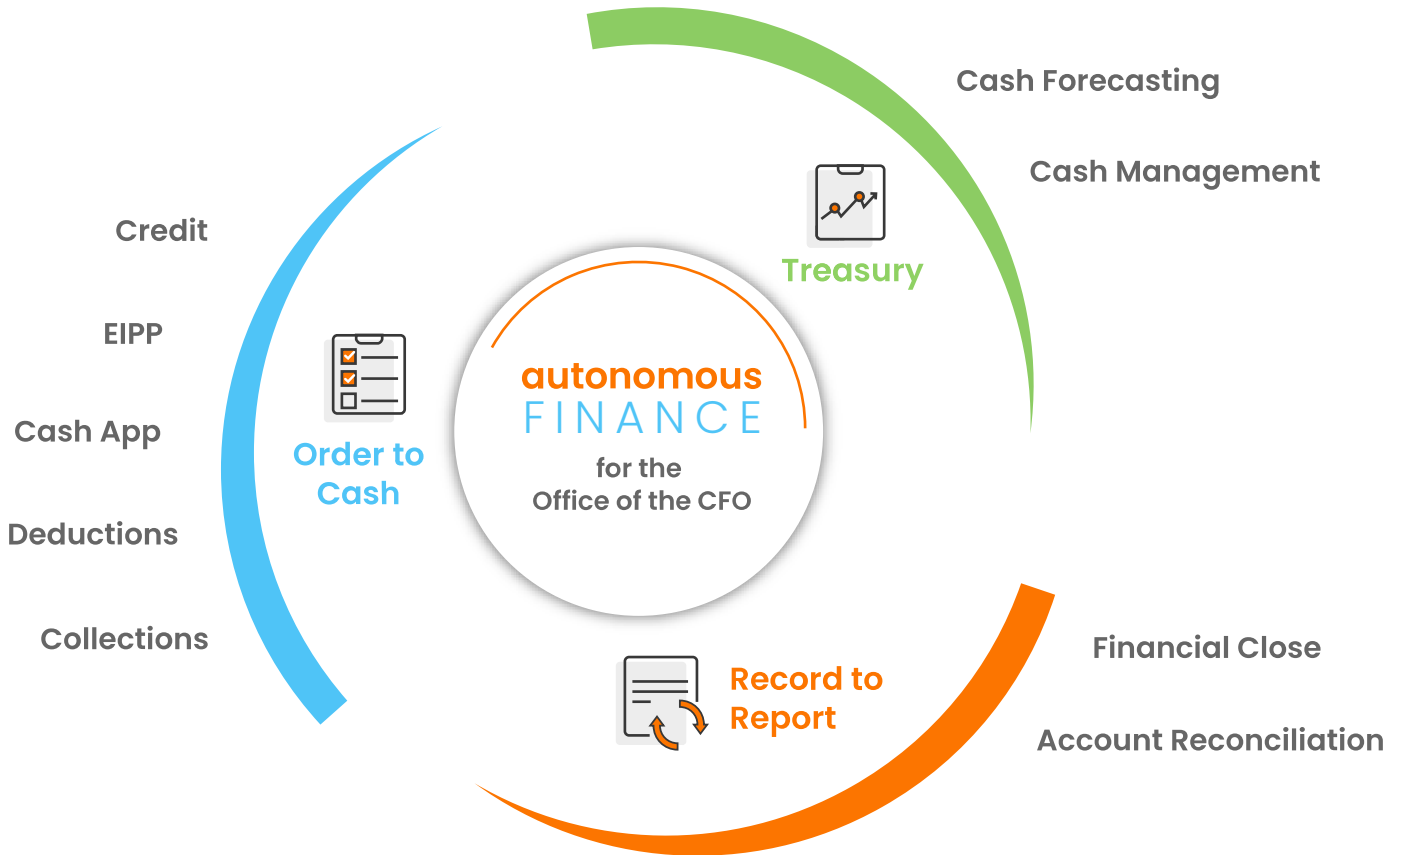 Cash Forecasting
Cash Management
Treasury
Credit
EIPP
Cash App
Deductions
Collections
Order to
Cash
autonomous
FINANCE
for the
Office of the CFO
Record to
Report
Financial Close
Account Reconciliation